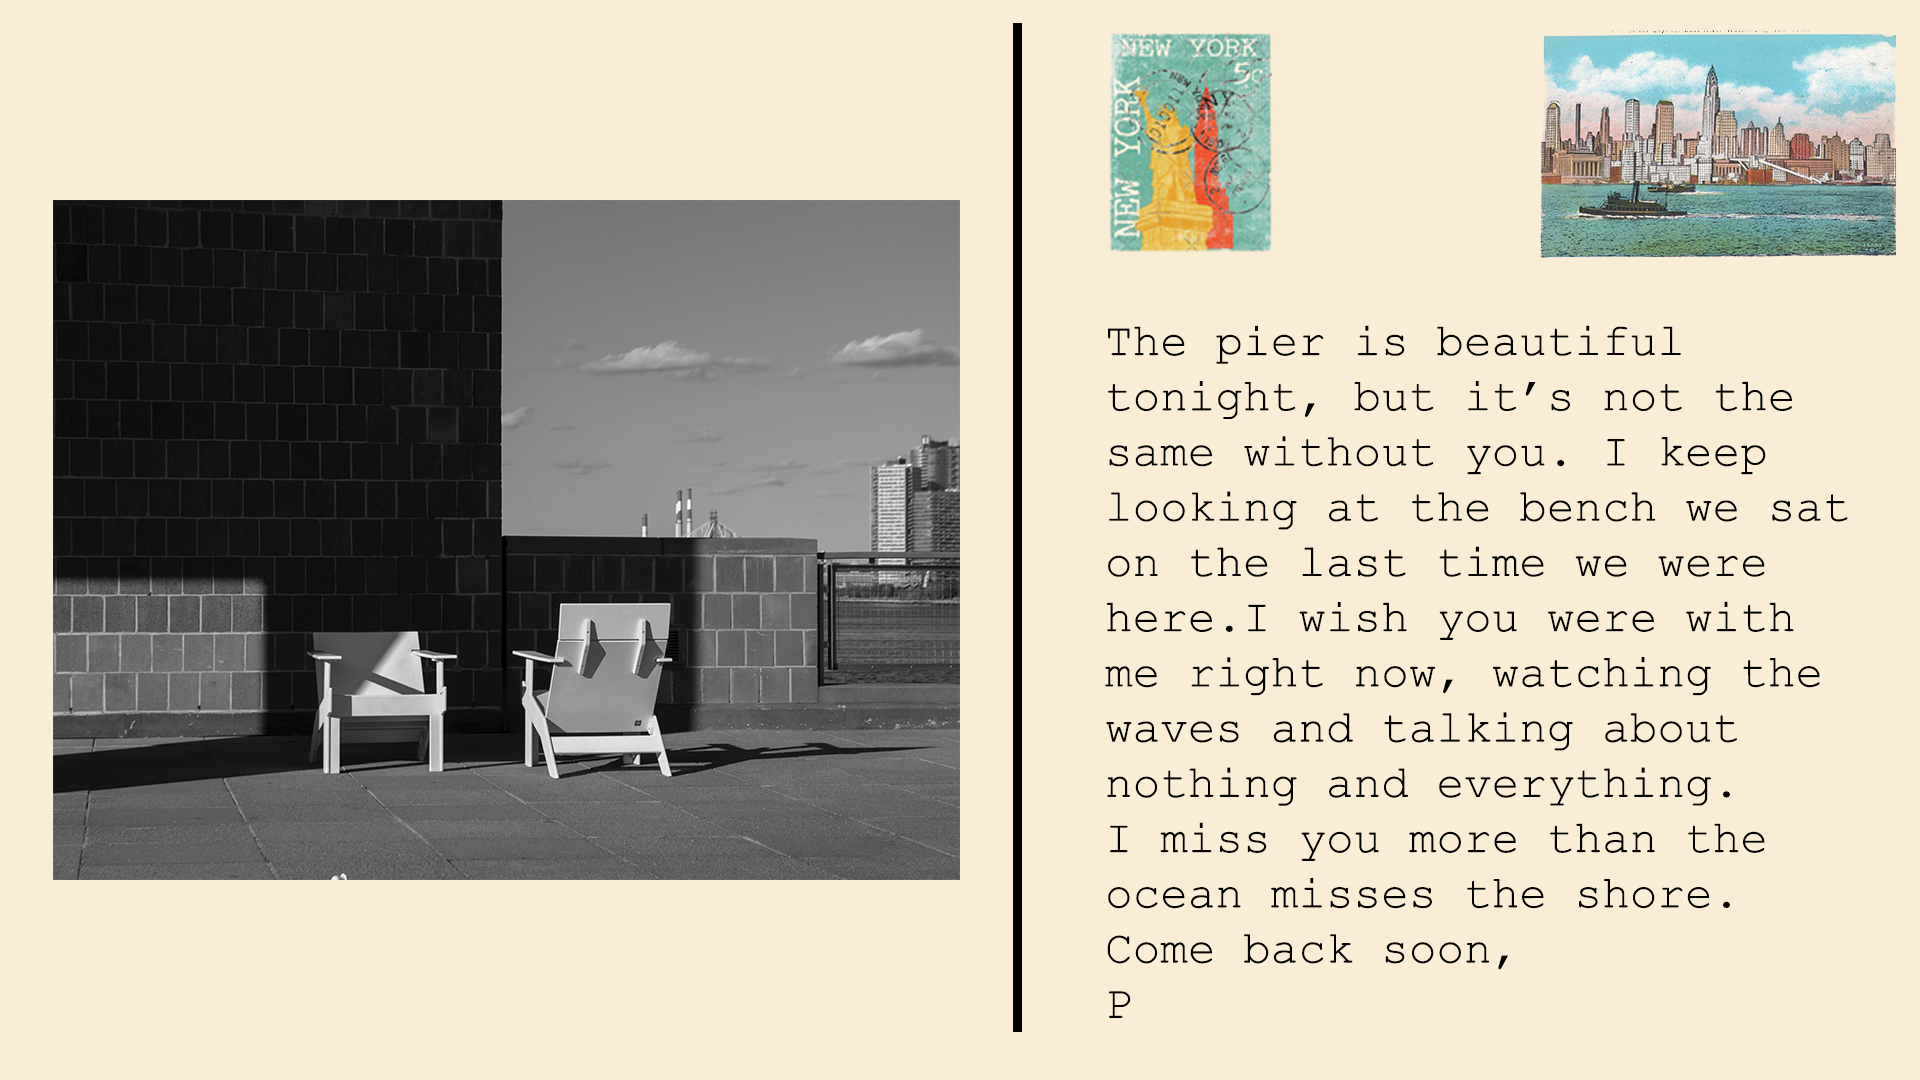 NEW YORK
5c
NEW YORK
The pier is beautiful
tonight, but it’s not the
same without you. I keep
looking at the bench we sat
on the last time we were
here.I wish you were with
me right now, watching the
waves and talking about
nothing and everything.
I miss you more than the
ocean misses the shore.
Come back soon,
P